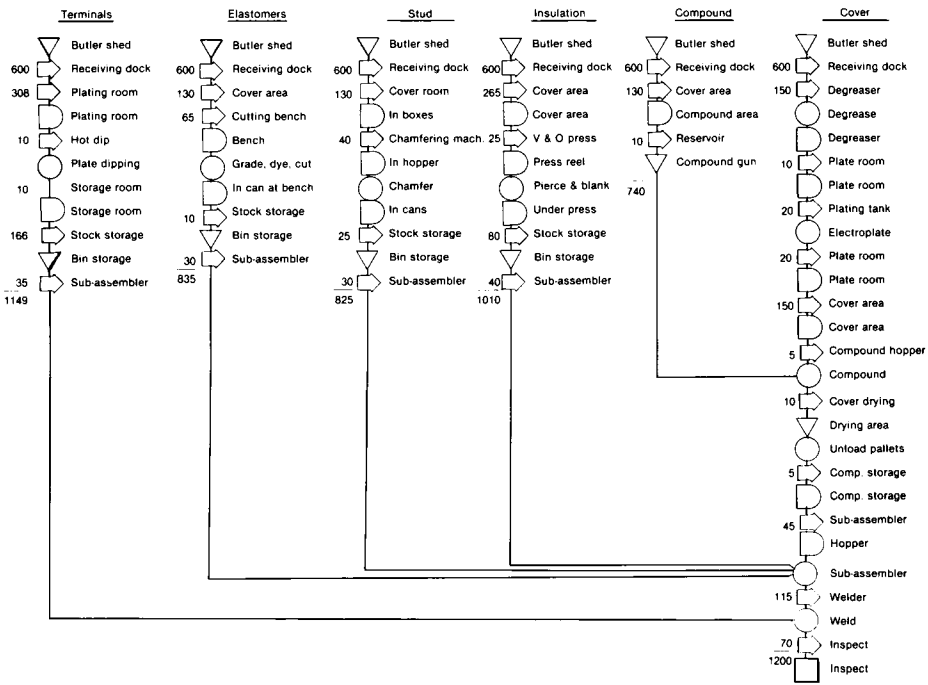 Terminals
Butler shed
600 Receiving dock
308 Plating room
Plating room
10 Hot dip
Plate dipping
10 Storage room
Storage room
166 Stock storage
Bin storage
35 Sub-assembler
1149
Elastomers
Butler shed
600 Receiving dock
130 Cover area
65 Cutting bench
Bench
Grade, dye, cut
In can at bench
10 Stock storage
Bin storage
30 Sub-assembler
835
Stud
Butler shed
600 Receiving dock
130 Cover room
In boxes
40 Chamfering mach.
In hopper
Chamfer
In cans
25 Stock storage
Bin storage
30 Sub-assembler
825
Insulation
Butler shed
600 Receiving dock
265 Cover area
Cover area
25 V & O press
Press reel
Pierce & blank
Under press
80 Stock storage
Bin storage
40 Sub-assembler
1010
Compound
Butler shed
600 Receiving dock
130 Cover area
Compound area
10 Reservoir
Compound gun
740
Cover
Butler shed
600 Receiving dock
150 Degreaser
Degrease
Degreaser
10 Plate room
Plate room
20 Plating tank
Electroplate
20 Plate room
Plate room
150 Cover area
Cover area
5 Compound hopper
Compound
10 Cover drying
Drying area
Unload pallets
5 Comp. storage
Comp. storage
45 Sub-assembler
Hopper
Sub-assembler
115 Welder
Weld
70 Inspect
1200
Inspect